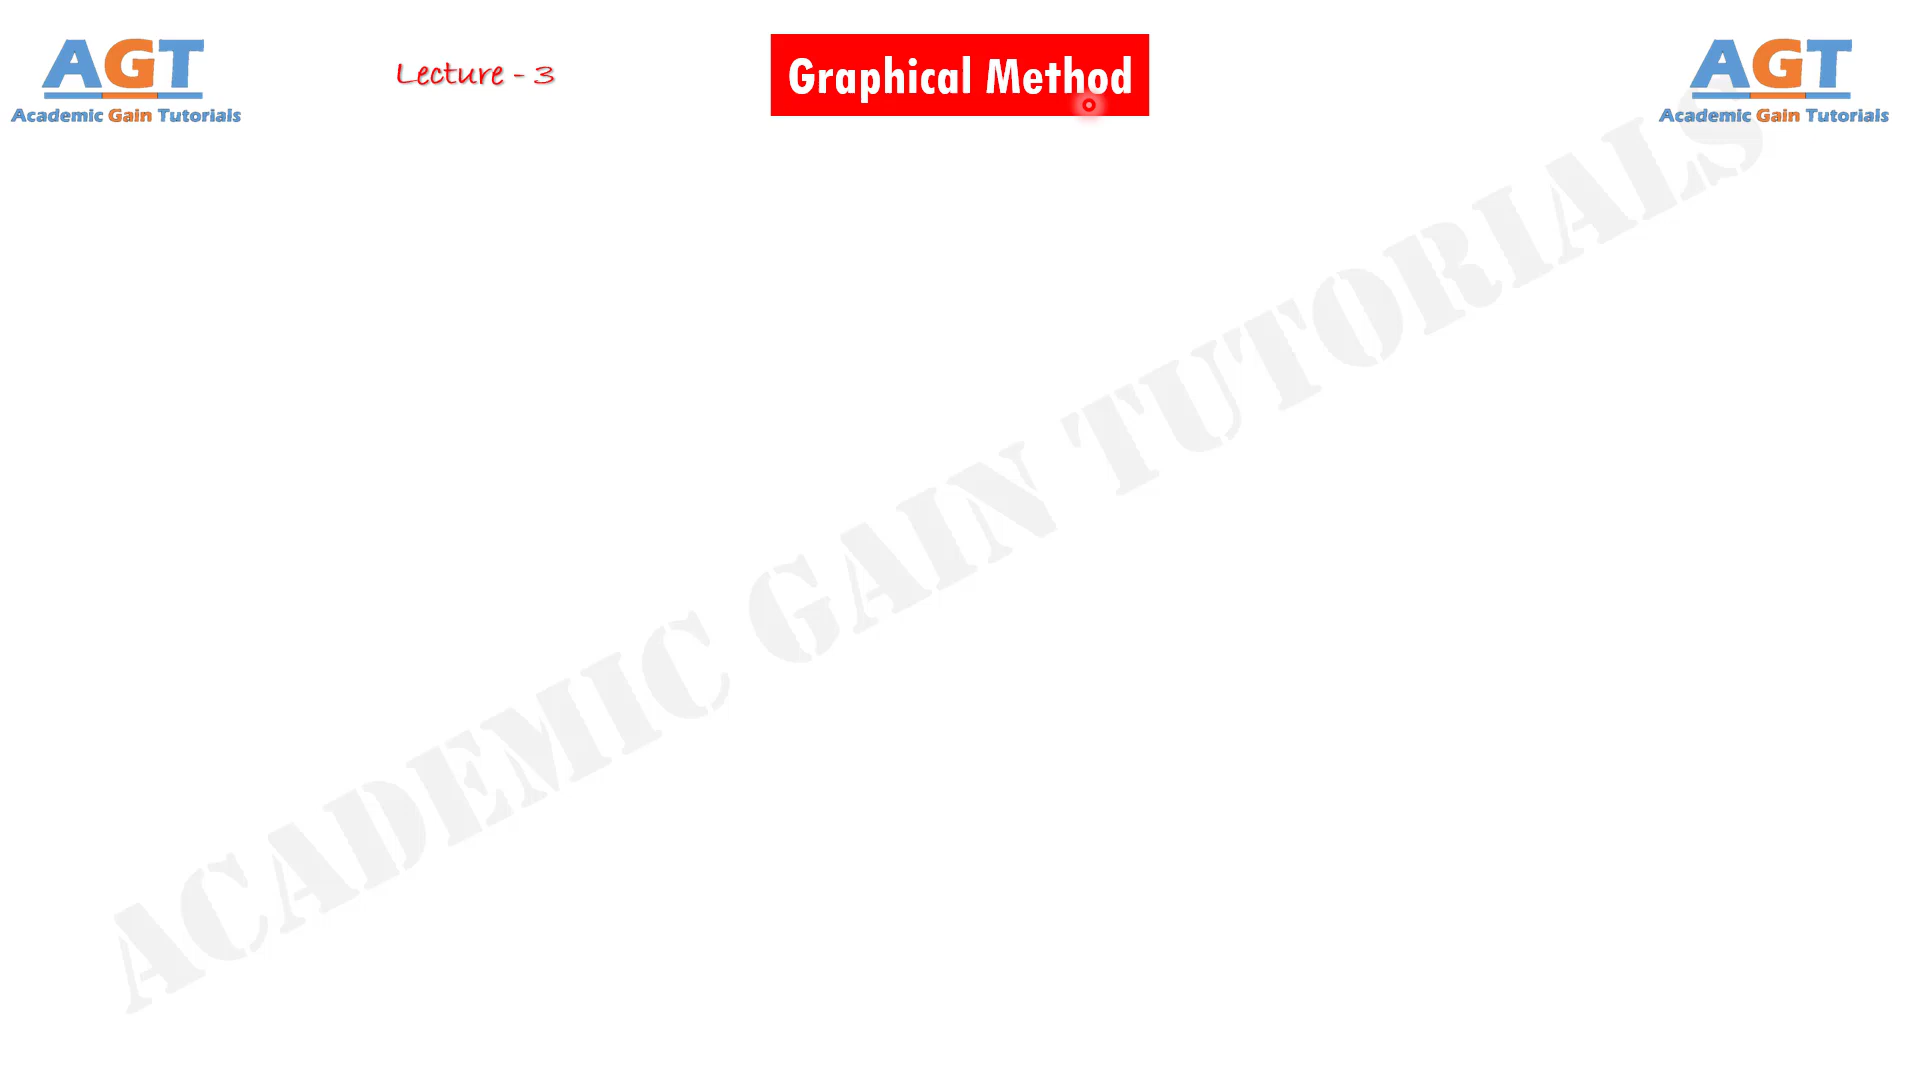 AGT
Academic Gain Tutorials
Lecture - 3
Graphical Method
AGT
Academic Gain Tutorials
ACADEMIC GAIN TUTORIALS